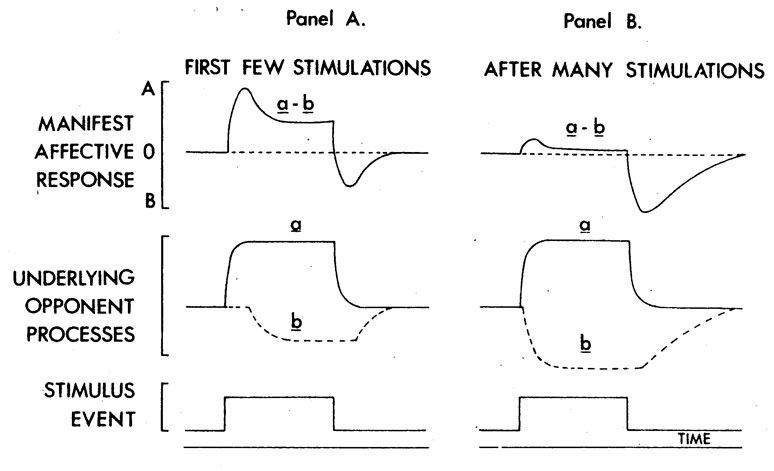 Panel A.
Panel B.
FIRST FEW STIMULATIONS
AFTER MANY STIMULATIONS
MANIFEST
AFFECTIVE
RESPONSE
A
0
B
a - b
a - b
UNDERLYING
OPPONENT
PROCESSES
a
b
a
b
STIMULUS
EVENT
TIME